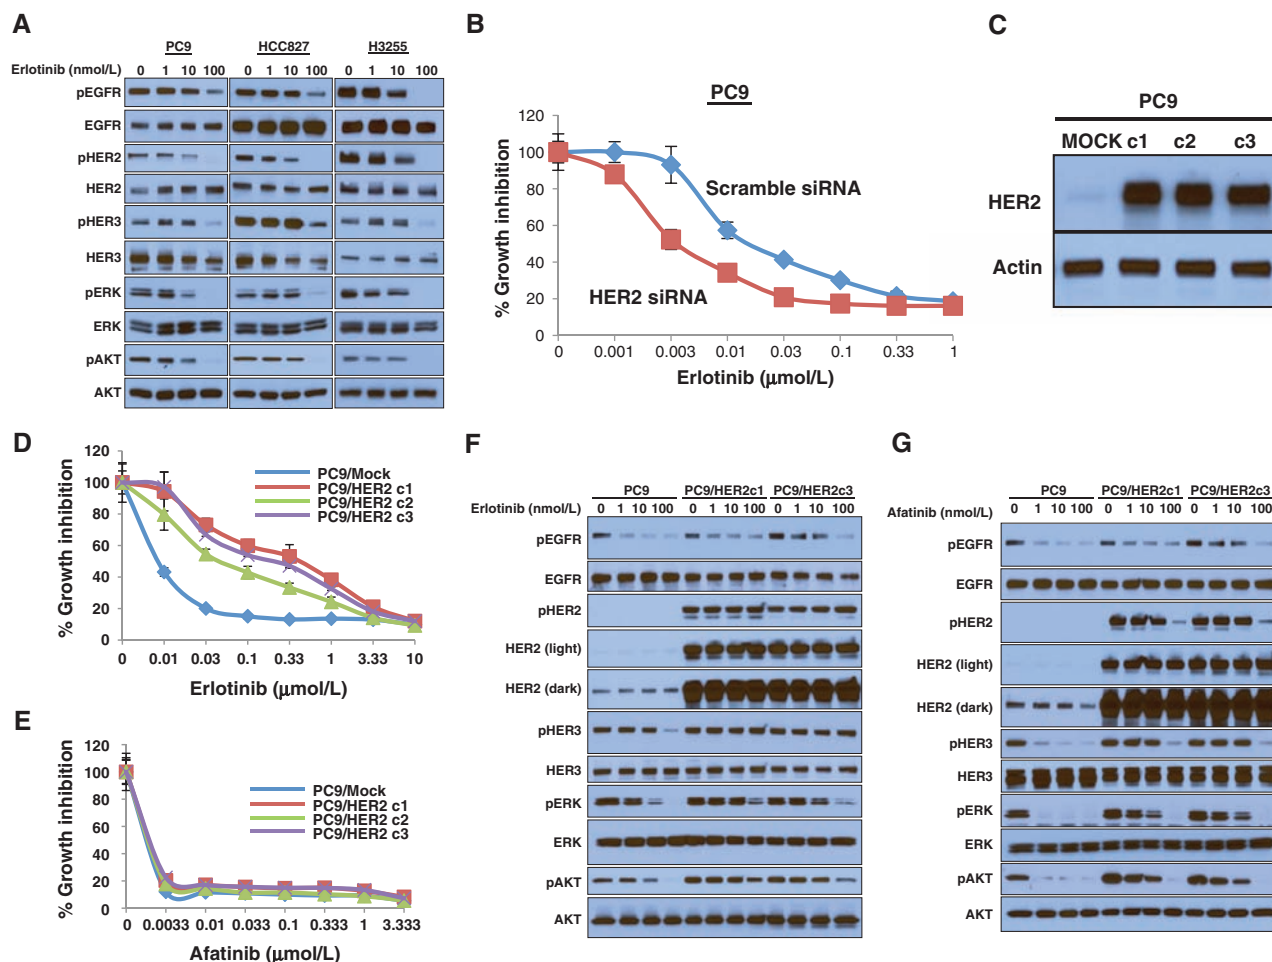 A
PC9 HCC827 H3255
Erlotinib (nmol/L) 0 1 10 100 0 1 10 100 0 1 10 100
pEGFR
EGFR
pHER2
HER2
pHER3
HER3
pERK
ERK
pAKT
AKT
B
PC9
% Growth inhibition
120
100
80
60
40
20
0
Scramble siRNA
HER2 siRNA
0 0.001 0.003 0.01 0.03 0.1 0.33 1
Erlotinib (μmol/L)
C
PC9
MOCK c1 c2 c3
HER2
Actin
D
% Growth inhibition
120
100
80
60
40
20
0
PC9/Mock
PC9/HER2 c1
PC9/HER2 c2
PC9/HER2 c3
0 0.01 0.03 0.1 0.33 1 3.33 10
Erlotinib (μmol/L)
E
% Growth inhibition
120
100
80
60
40
20
0
PC9/Mock
PC9/HER2 c1
PC9/HER2 c2
PC9/HER2 c3
0 0.0033 0.01 0.033 0.1 0.333 1 3.333
Afatinib (μmol/L)
F
PC9 PC9/HER2c1 PC9/HER2c3
Erlotinib (nmol/L) 0 1 10 100 0 1 10 100 0 1 10 100
pEGFR
EGFR
pHER2
HER2 (light)
HER2 (dark)
pHER3
HER3
pERK
ERK
pAKT
AKT
G
PC9 PC9/HER2c1 PC9/HER2c3
Afatinib (nmol/L) 0 1 10 100 0 1 10 100 0 1 10 100
pEGFR
EGFR
pHER2
HER2 (light)
HER2 (dark)
pHER3
HER3
pERK
ERK
pAKT
AKT